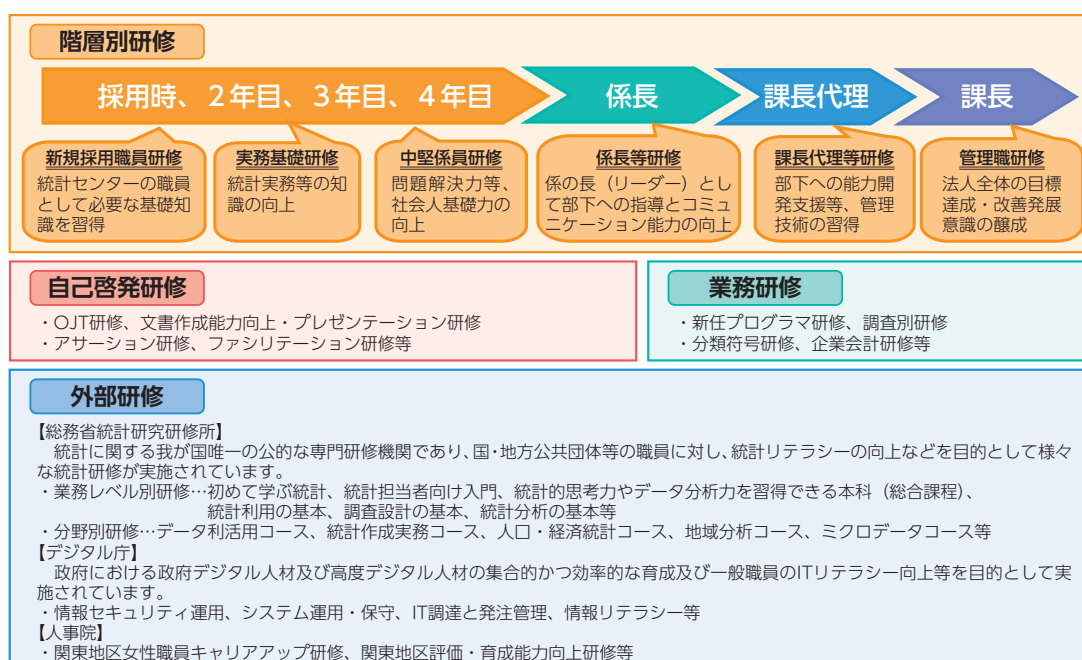 階層別研修
採用時、2年目、3年目、4年目
係長
課長代理
課長
新規採用職員研修
統計センターの職員
として必要な基礎知
識を習得
実務基礎研修
統計実務等の知
識の向上
中堅係員研修
問題解決力等、
社会人基礎力の
向上
係長等研修
係の長（リーダー）とし
て部下への指導とコミュ
ニケーション能力の向上
課長代理等研修
部下への能力開
発支援等、管理
技術の習得
管理職研修
法人全体の目標
達成・改善発展
意識の醸成
自己啓発研修
・OJT研修、文書作成能力向上・プレゼンテーション研修
・アサーション研修、ファシリテーション研修等
業務研修
・新任プログラマ研修、調査別研修
・分類符号研修、企業会計研修等
外部研修
【総務省統計研究研修所】
統計に関する我が国唯一の公的な専門研修機関であり、国・地方公共団体等の職員に対し、統計リテラシーの向上などを目的として様々
な統計研修が実施されています。
・業務レベル別研修…初めて学ぶ統計、統計担当者向け入門、統計的思考力やデータ分析力を習得できる本科（総合課程）、
統計利用の基本、調査設計の基本、統計分析の基本等
・分野別研修…データ利活用コース、統計作成実務コース、人口・経済統計コース、地域分析コース、ミクロデータコース等
【デジタル庁】
政府における政府デジタル人材及び高度デジタル人材の集合的かつ効率的な育成及び一般職員のITリテラシー向上等を目的として実
施されています。
・情報セキュリティ運用、システム運用・保守、IT調達と発注管理、情報リテラシー等
【人事院】
・関東地区女性職員キャリアアップ研修、関東地区評価・育成能力向上研修等